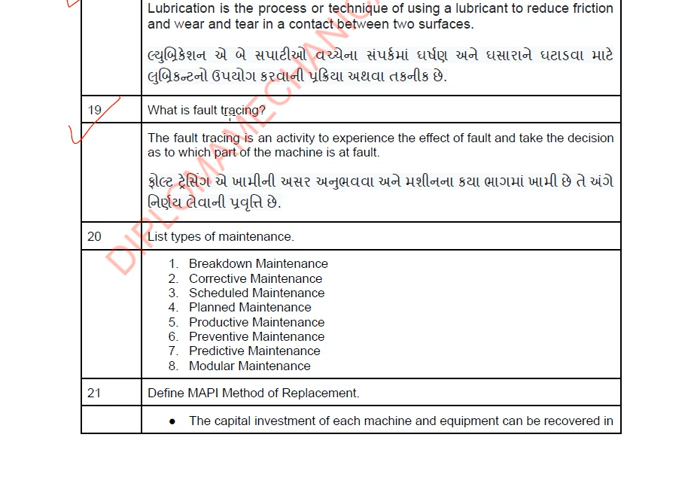 Lubrication is the process or technique of using a lubricant to reduce friction
and wear and tear in a contact between two surfaces.
લ્યુબ્રિકેશન એ બે સપાટીઓ વચ્ચેના સંપર્કમાં ઘર્ષણ અને ઘસારાને ઘટાડવા માટે
લુબ્રિકન્ટનો ઉપયોગ કરવાની પ્રક્રિયા અથવા તકનીક છે.
19 What is fault tracing?
The fault tracing is an activity to experience the effect of fault and take the decision
as to which part of the machine is at fault.
ફોલ્ટ ટ્રેસિંગ એ ખામીની અસર અનુભવવા અને મશીનના કયા ભાગમાં ખામી છે તે અંગે
નિર્ણય લેવાની પ્રવૃત્તિ છે.
20 List types of maintenance.
1. Breakdown Maintenance
2. Corrective Maintenance
3. Scheduled Maintenance
4. Planned Maintenance
5. Productive Maintenance
6. Preventive Maintenance
7. Predictive Maintenance
8. Modular Maintenance
21 Define MAPI Method of Replacement.
● The capital investment of each machine and equipment can be recovered in
DIPLOMAMECHANIC